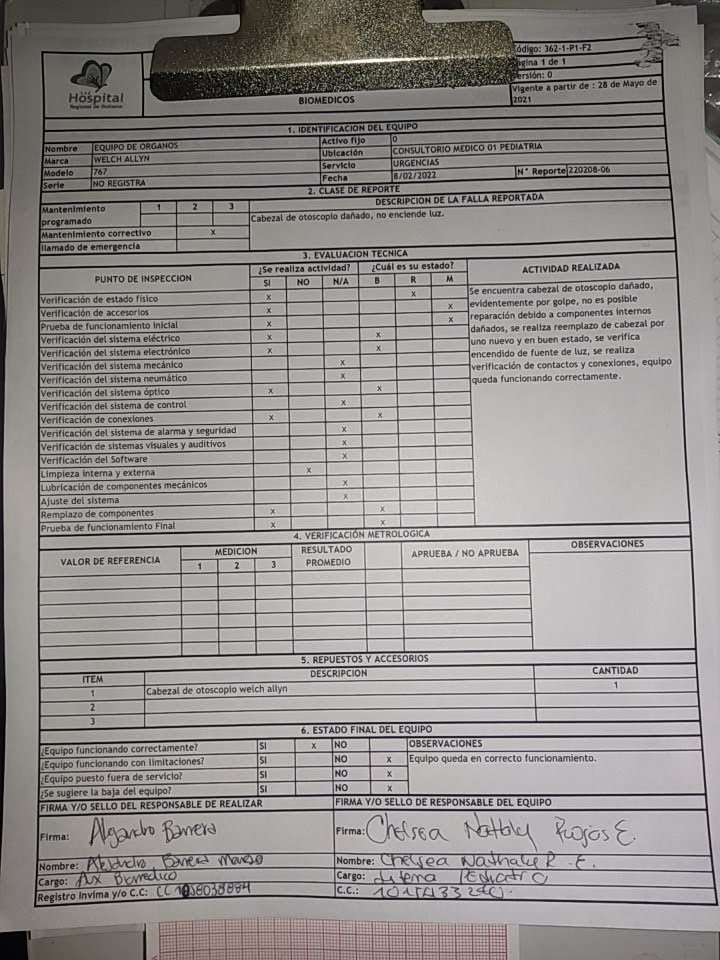 Hospital
Regional de Duitama
BIOMEDICOS
ódigo: 362-1-P1-FZ
ágina 1 de 1
ersión: 0
Vigente a partir de : 28 de Mayo de
2021
1. IDENTIFICACION DEL EQUIPO
Nombre EQUIPO DE ORGANOS Activo fijo 0
Marca WELCH ALLYN Ubicación CONSULTORIO MEDICO 01 PEDIATRIA
Modelo 767 Servicio URGENCIAS
Serie NO REGISTRA Fecha 8/02/2022 N° Reporte 220208-06
2. CLASE DE REPORTE
Mantenimiento programado 1 2 3 DESCRIPCION DE LA FALLA REPORTADA
Mantenimiento correctivo x Cabezal de otoscopio dañado, no enciende luz.
llamado de emergencia
3. EVALUACION TECNICA
PUNTO DE INSPECCION ¿Se realiza actividad? ¿Cuál es su estado? ACTIVIDAD REALIZADA
SI NO N/A B R M
Verificación de estado físico x x
Verificación de accesorios x x
Prueba de funcionamiento inicial x x
Verificación del sistema eléctrico x x
Verificación del sistema electrónico x x
Verificación del sistema mecánico x
Verificación del sistema neumático x
Verificación del sistema óptico x x
Verificación del sistema de control x
Verificación de conexiones x x
Verificación del sistema de alarma y seguridad x
Verificación de sistemas visuales y auditivos x
Verificación del Software x
Limpieza interna y externa x
Lubricación de componentes mecánicos x
Ajuste del sistema x
Remplazo de componentes x x
Prueba de funcionamiento Final x x
Se encuentra cabezal de otoscopio dañado,
evidentemente por golpe, no es posible
reparación debido a componentes internos
dañados, se realiza reemplazo de cabezal por
uno nuevo y en buen estado, se verifica
encendido de fuente de luz, se realiza
verificación de contactos y conexiones, equipo
queda funcionando correctamente.
4. VERIFICACIÓN METROLOGICA
VALOR DE REFERENCIA MEDICION RESULTADO PROMEDIO APRUEBA / NO APRUEBA OBSERVACIONES
1 2 3
5. REPUESTOS Y ACCESORIOS
ITEM DESCRIPCION CANTIDAD
1 Cabezal de otoscopio welch allyn 1
2
3
6. ESTADO FINAL DEL EQUIPO
¿Equipo funcionando correctamente? SI x NO OBSERVACIONES
¿Equipo funcionando con limitaciones? SI NO x Equipo queda en correcto funcionamiento.
¿Equipo puesto fuera de servicio? SI NO x
¿Se sugiere la baja del equipo? SI NO x
FIRMA Y/O SELLO DEL RESPONSABLE DE REALIZAR FIRMA Y/O SELLO DE RESPONSABLE DEL EQUIPO
Firma: Alejandro Barrera Firma: Chelsea Nathaly Rojas E.
Nombre: Alejandro Barrera Nombre: Chelsea Nathaly R. E.
Cargo: Aux Biomedico Cargo: Interna Pediatria
Registro Invima y/o C.C: CC C.C.: